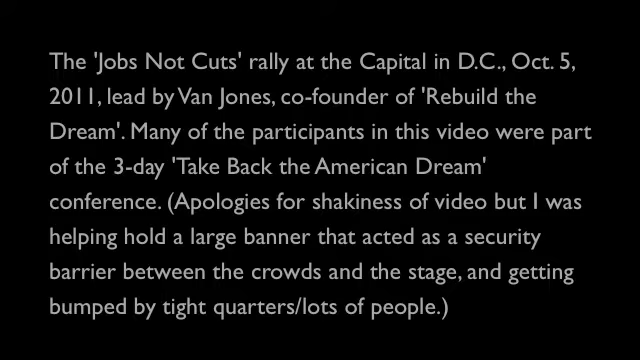 The 'Jobs Not Cuts' rally at the Capital in D.C., Oct. 5,
2011, lead by Van Jones, co-founder of 'Rebuild the
Dream'. Many of the participants in this video were part
of the 3-day 'Take Back the American Dream'
conference. (Apologies for shakiness of video but I was
helping hold a large banner that acted as a security
barrier between the crowds and the stage, and getting
bumped by tight quarters/lots of people.)